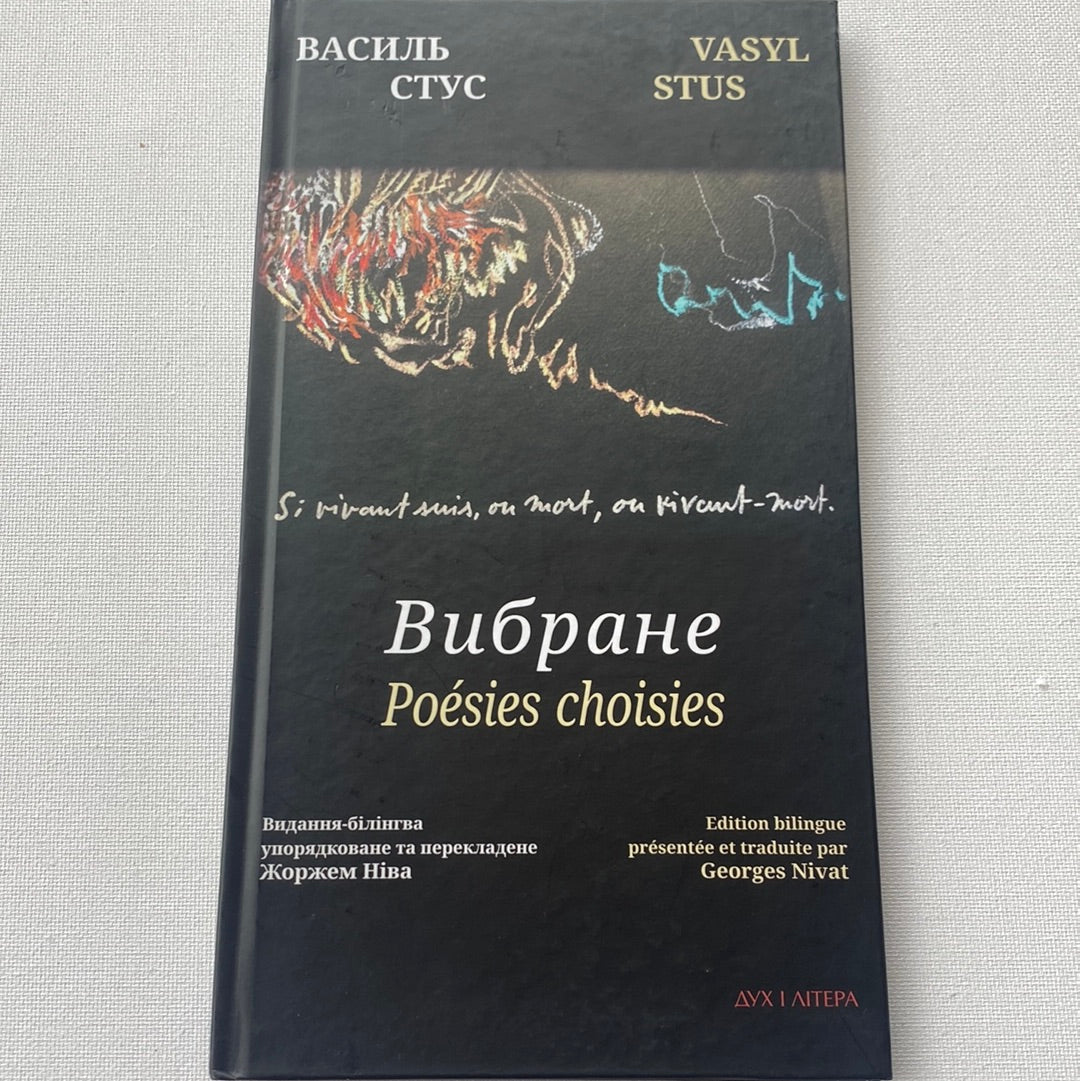 ВАСИЛЬ
СТУС
VASYL
STUS
Si vivant suis, ou mort, ou vivant-mort.
Вибране
Poésies choisies
Видання-білінгва
упорядковане та перекладене
Жоржем Ніва
Edition bilingue
présentée et traduite par
Georges Nivat
ДУХ І ЛІТЕРА